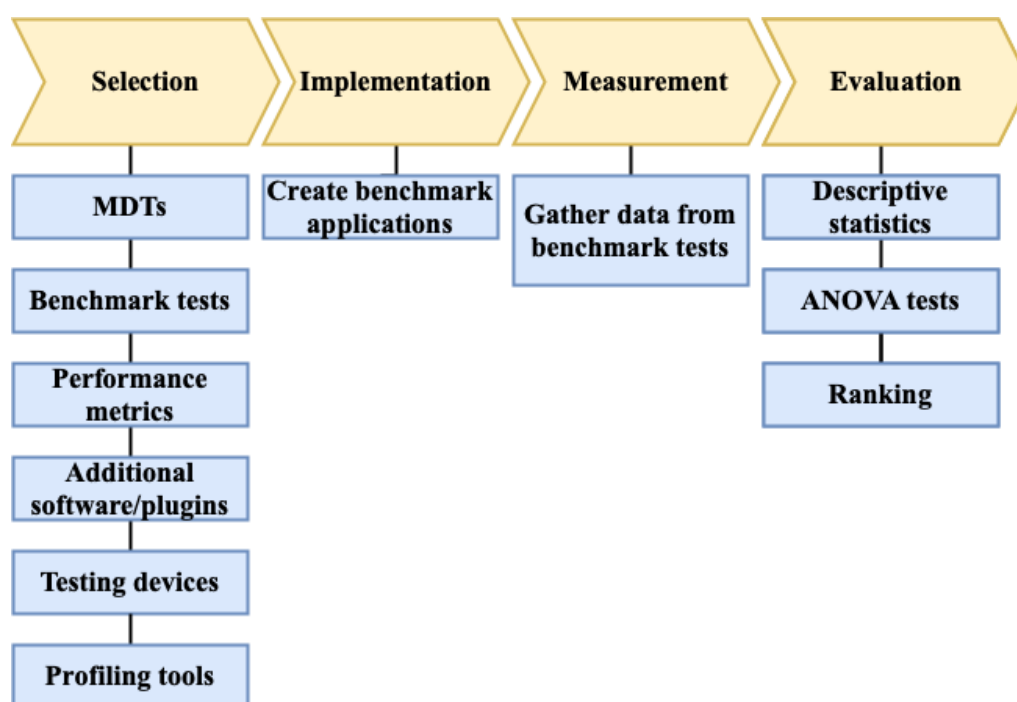 Selection
Implementation
Measurement
Evaluation
MDTs
Benchmark tests
Performance
metrics
Additional
software/plugins
Testing devices
Profiling tools
Create benchmark
applications
Gather data from
benchmark tests
Descriptive
statistics
ANOVA tests
Ranking